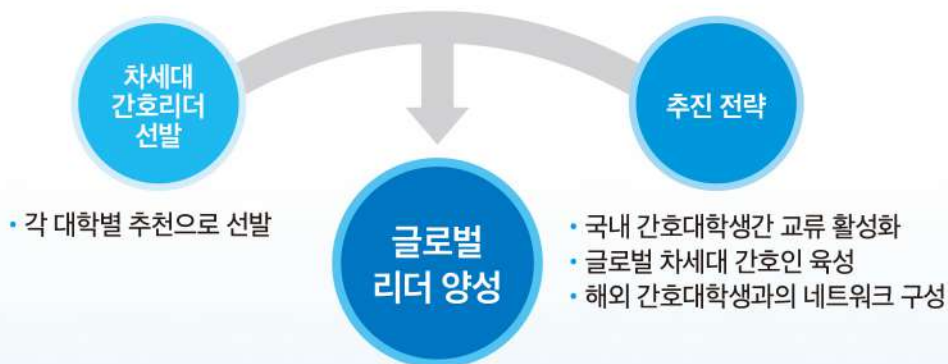 차세대
간호리더
선발
추진 전략
• 각 대학별 추천으로 선발
글로벌
리더 양성
• 국내 간호대학생간 교류 활성화
• 글로벌 차세대 간호인 육성
• 해외 간호대학생과의 네트워크 구성